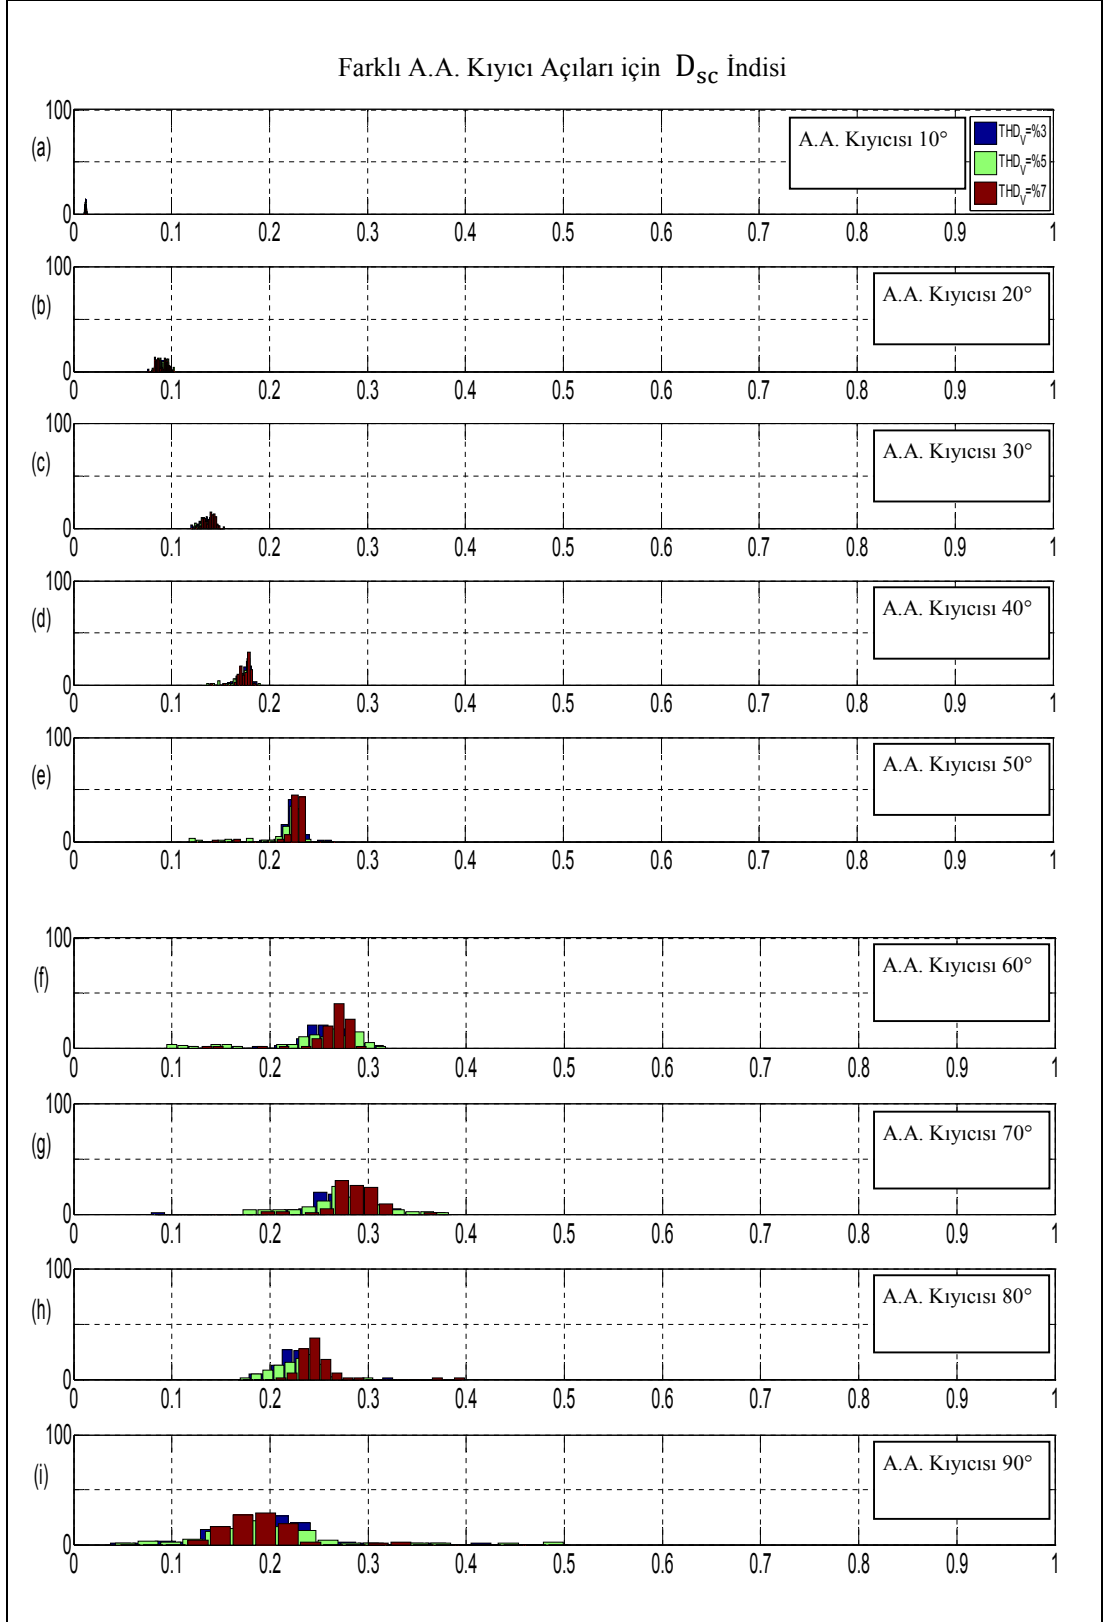 Farklı A.A. Kıyıcı Açıları için D_sc İndisi
(a)
100
0
A.A. Kıyıcısı 10°
THD_V=%3
THD_V=%5
THD_V=%7
0 0.1 0.2 0.3 0.4 0.5 0.6 0.7 0.8 0.9 1
(b)
100
0
A.A. Kıyıcısı 20°
0 0.1 0.2 0.3 0.4 0.5 0.6 0.7 0.8 0.9 1
(c)
100
0
A.A. Kıyıcısı 30°
0 0.1 0.2 0.3 0.4 0.5 0.6 0.7 0.8 0.9 1
(d)
100
0
A.A. Kıyıcısı 40°
0 0.1 0.2 0.3 0.4 0.5 0.6 0.7 0.8 0.9 1
(e)
100
0
A.A. Kıyıcısı 50°
0 0.1 0.2 0.3 0.4 0.5 0.6 0.7 0.8 0.9 1
(f)
100
0
A.A. Kıyıcısı 60°
0 0.1 0.2 0.3 0.4 0.5 0.6 0.7 0.8 0.9 1
(g)
100
0
A.A. Kıyıcısı 70°
0 0.1 0.2 0.3 0.4 0.5 0.6 0.7 0.8 0.9 1
(h)
100
0
A.A. Kıyıcısı 80°
0 0.1 0.2 0.3 0.4 0.5 0.6 0.7 0.8 0.9 1
(i)
100
0
A.A. Kıyıcısı 90°
0 0.1 0.2 0.3 0.4 0.5 0.6 0.7 0.8 0.9 1